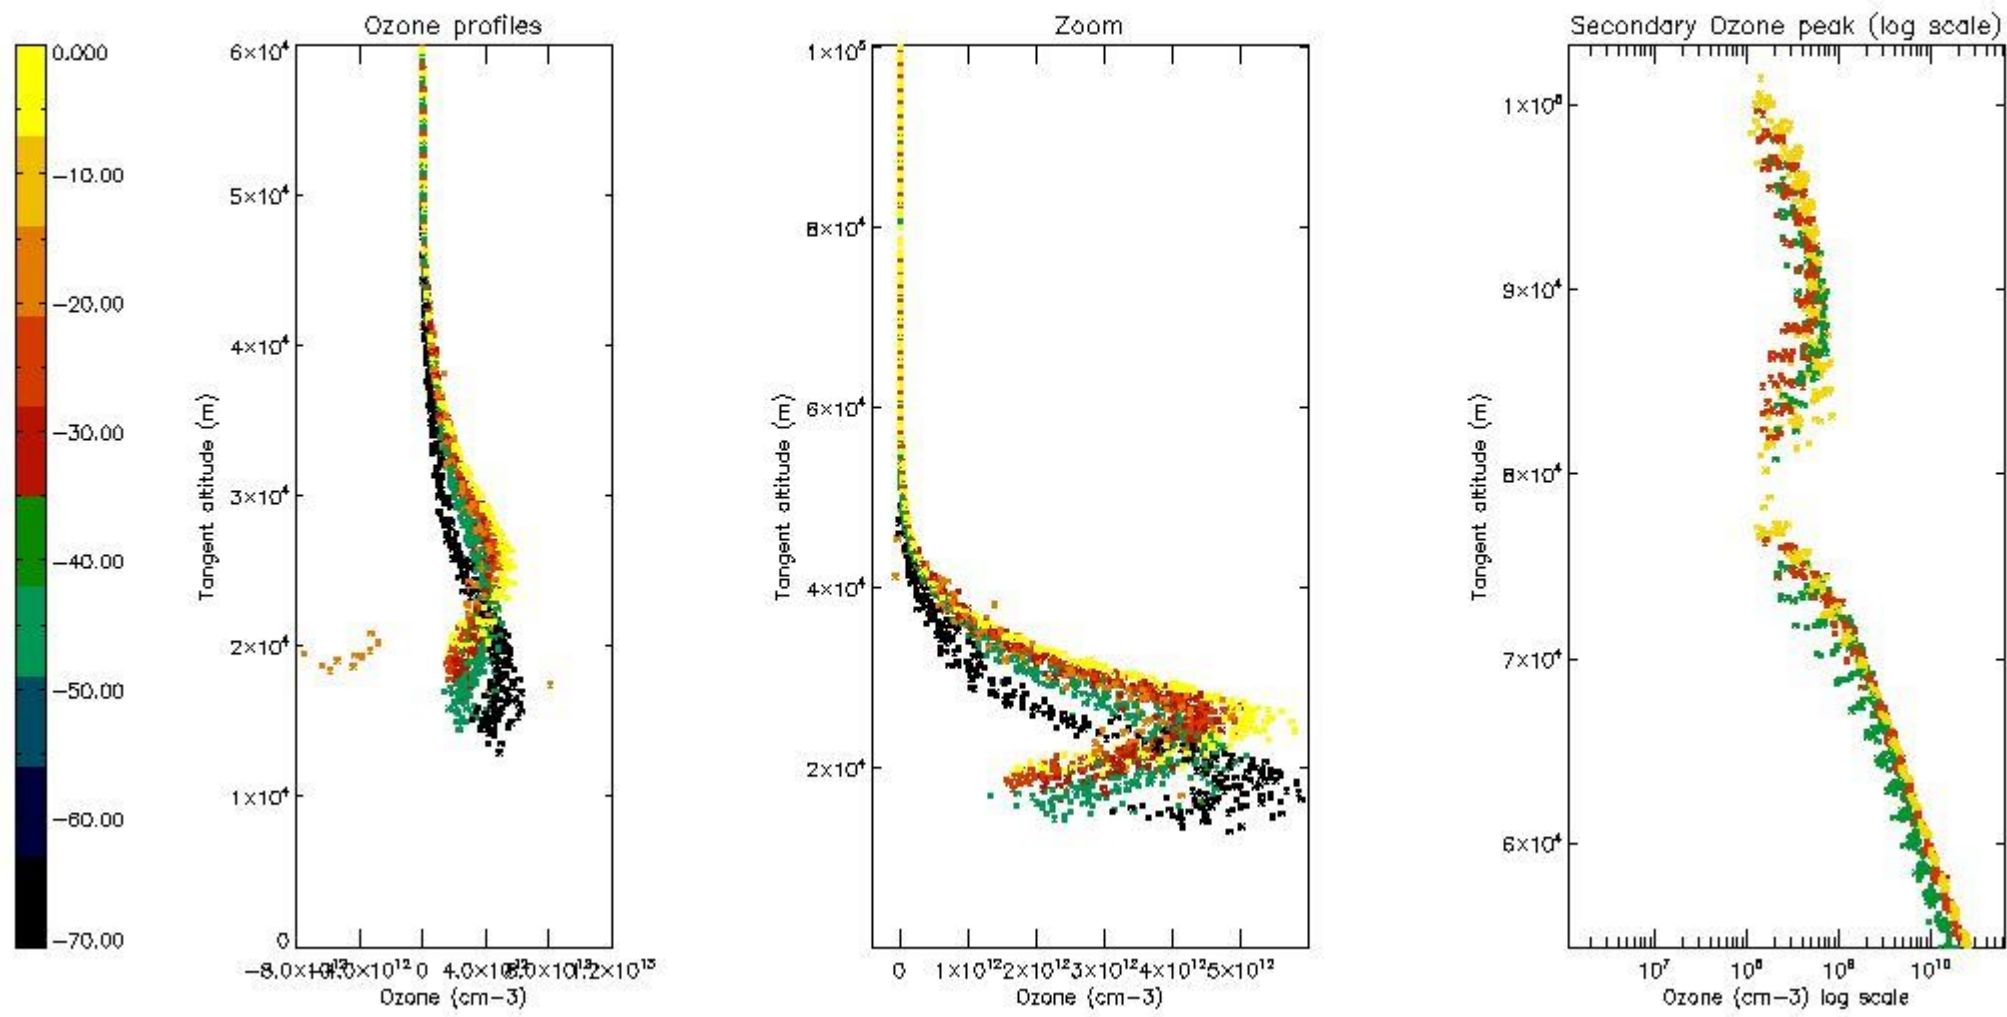 Ozone profiles
Zoom
Secondary Ozone peak (log scale)
0.000
−10.00
−20.00
−30.00
−40.00
−50.00
−60.00
−70.00
6×10⁴
5×10⁴
4×10⁴
3×10⁴
2×10⁴
1×10⁴
0
Tangent altitude (m)
0
Ozone (cm−3)
1×10⁵
8×10⁴
6×10⁴
4×10⁴
2×10⁴
Tangent altitude (m)
0 1×10¹² 2×10¹² 3×10¹² 4×10¹² 5×10¹²
Ozone (cm−3)
9×10⁴
8×10⁴
7×10⁴
6×10⁴
Tangent altitude (m)
10⁷ 10⁸ 10⁹ 10¹⁰
Ozone (cm−3) log scale